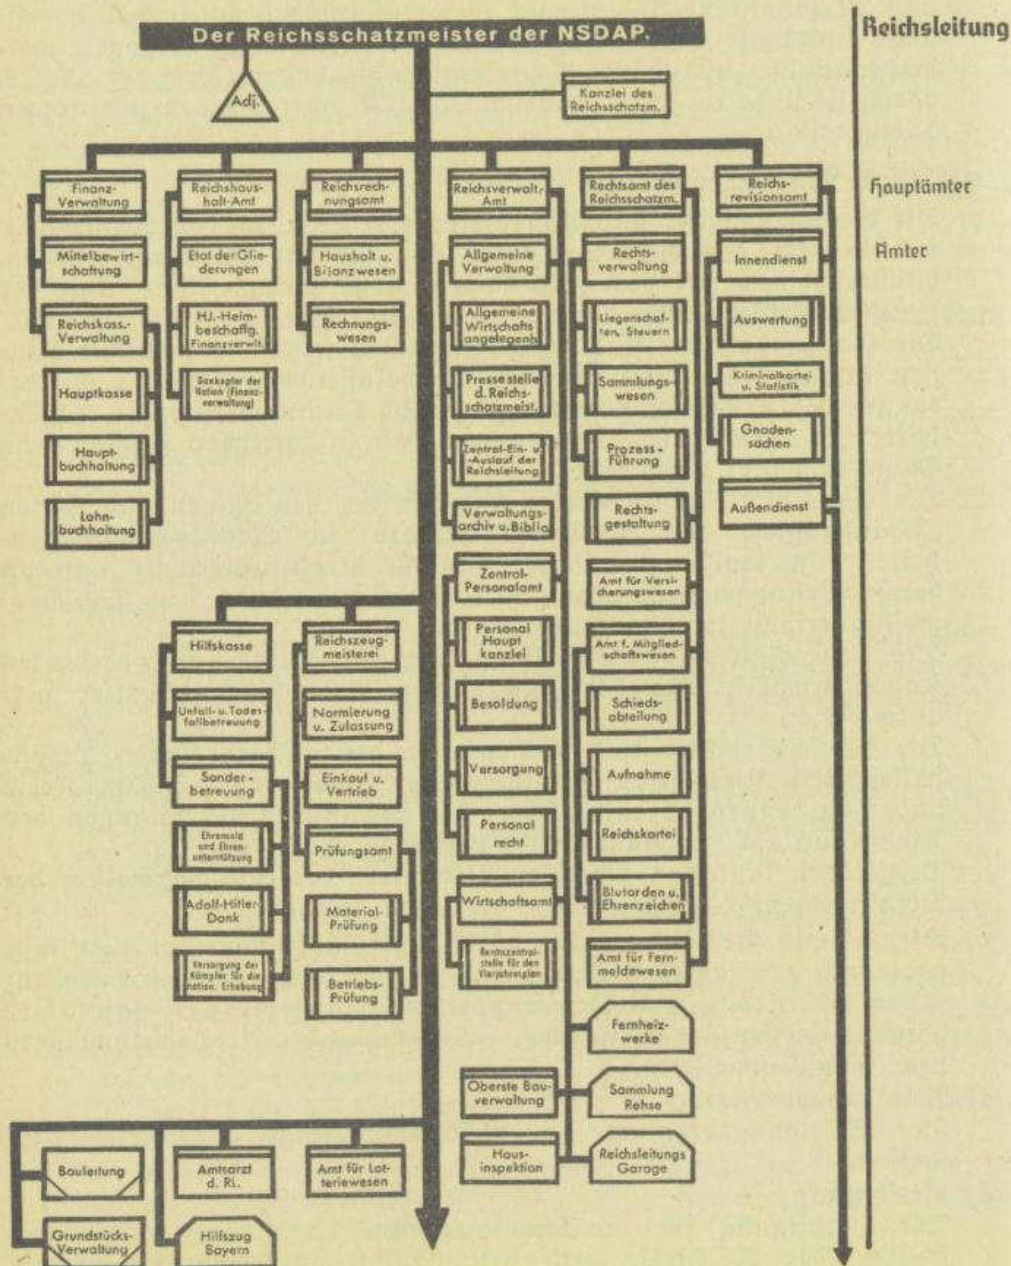 Der Reichsschatzmeister der NSDAP.
Reichsleitung
Adj.
Kanzlei des
Reichsschatzm.
Hauptämter
Ämter
Finanz-
Verwaltung
Mittelbewirt-
schaftung
Reichskass.-
Verwaltung
Hauptkasse
Haupt
buchhaltung
Lohn-
buchhaltung
Reichshaus-
halt-Amt
Etat der Glie-
derungen
HJ.-Heim-
beschaffg.
Finanzverwlt.
Dankopfer der
Nation (Finanz-
verwaltung)
Reichsrech-
nungsamt
Haushalt u.
Bilanzwesen
Rechnungs-
wesen
Reichsverwalt.-
Amt
Allgemeine
Verwaltung
Allgemeine
Wirtschafts
angelegenh.
Pressestelle
d. Reichs-
schatzmeist.
Zentral-Ein- u.
-Auslauf der
Reichsleitung
Verwaltungs-
archiv u. Biblio.
Zentral-
Personalamt
Personal
Haupt
kanzlei
Besoldung
Versorgung
Personal
recht
Wirtschaftsamt
Reichszentral-
stelle für den
Vierjahresplan
Oberste Bau-
verwaltung
Haus-
inspektion
Rechtsamt des
Reichsschatzm.
Rechts-
verwaltung
Liegenschaf-
ten, Steuern
Sammlungs-
wesen
Prozess-
Führung
Rechts-
gestaltung
Amt für Versi-
cherungswesen
Amt f. Mitglied-
schaftswesen
Schieds-
abteilung
Aufnahme
Reichskartei
Blutorden u.
Ehrenzeichen
Amt für Fern-
meldewesen
Fernheiz-
werke
Sammlung
Rehse
Reichsleitungs
Garage
Reichs-
revisionsamt
Innendienst
Auswertung
Kriminalkartei
u. Statistik
Gnaden-
sachen
Außendienst
Hilfskasse
Unfall- u. Todes-
fallbetreuung
Sonder-
betreuung
Ehrensold
und Ehren-
unterstützung
Adolf-Hitler-
Dank
Versorgung der
Kämpfer für die
nation. Erhebung
Reichszeug-
meisterei
Normierung
u. Zulassung
Einkauf u.
Vertrieb
Prüfungsamt
Material-
Prüfung
Betriebs-
Prüfung
Bauleitung
Grundstücks-
Verwaltung
Amtsarzt
d. RL.
Hilfszug
Bayern
Amt für Lot-
teriewesen